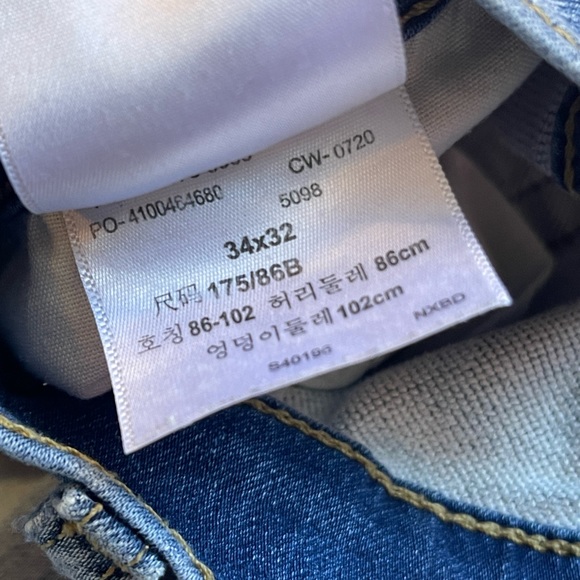 CW-0720
PO-4100464680 5098
34x32
尺码 175/86B
호칭 86-102 허리둘레 86cm
엉덩이둘레 102cm
NXBD
S40196